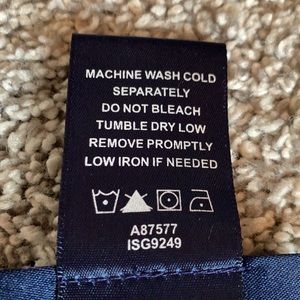 MACHINE WASH COLD
SEPARATELY
DO NOT BLEACH
TUMBLE DRY LOW
REMOVE PROMPTLY
LOW IRON IF NEEDED
A87577
ISG9249